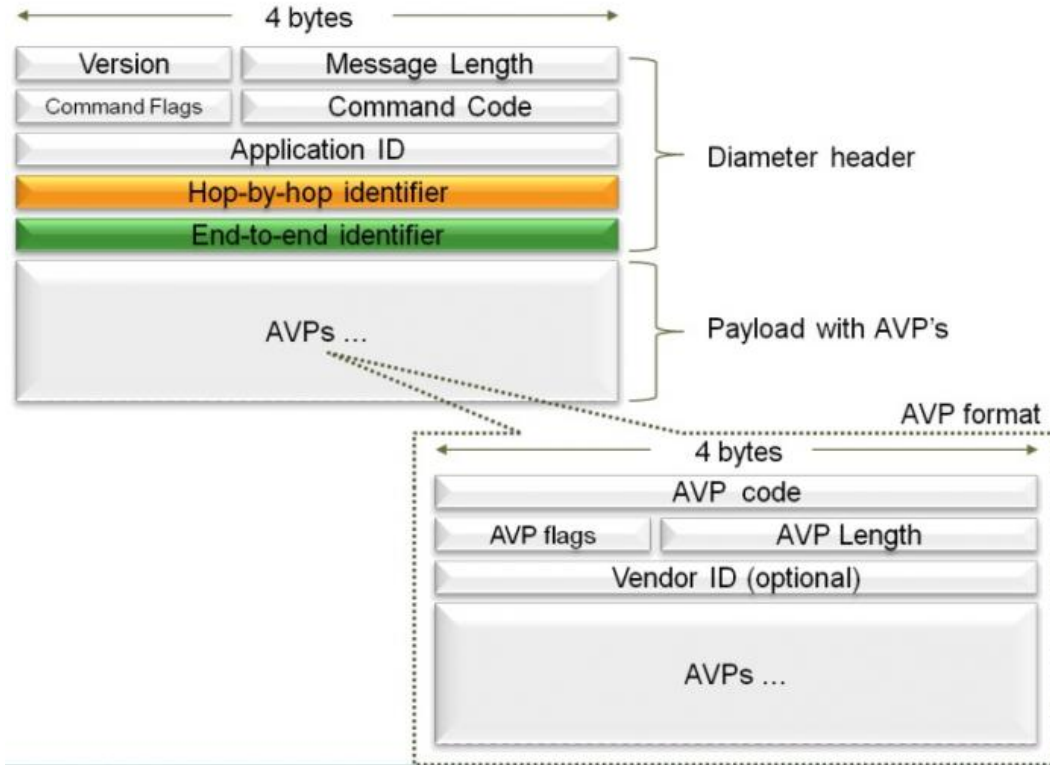 4 bytes
Version Message Length
Command Flags Command Code
Application ID
Hop-by-hop identifier
End-to-end identifier
Diameter header
AVPs ...
Payload with AVP's
AVP format
4 bytes
AVP code
AVP flags AVP Length
Vendor ID (optional)
AVPs ...